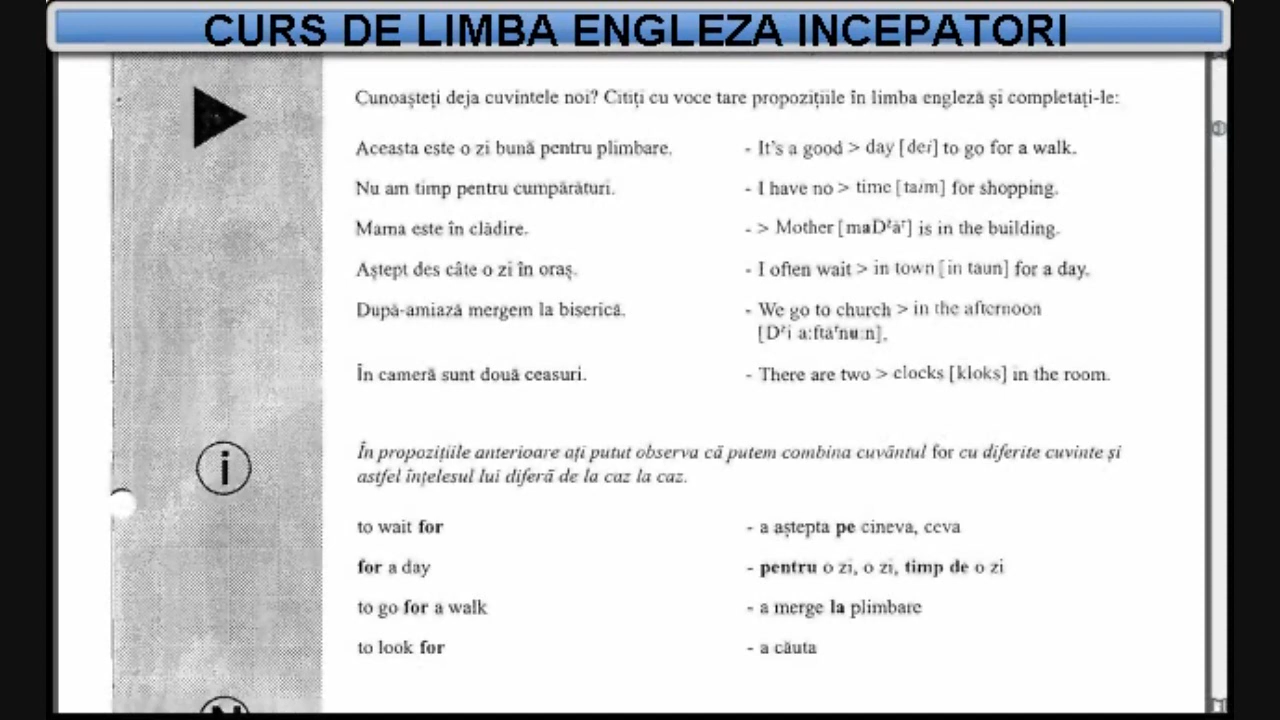 CURS DE LIMBA ENGLEZA INCEPATORI
Cunoașteți deja cuvintele noi? Citiți cu voce tare propozițiile în limba engleză și completați-le:
Aceasta este o zi bună pentru plimbare. - It's a good > day [dei] to go for a walk.
Nu am timp pentru cumpărături. - I have no > time [taim] for shopping.
Mama este în clădire. - > Mother [maDᶻăʳ] is in the building.
Aștept des câte o zi în oraș. - I often wait > in town [in taun] for a day.
După-amiază mergem la biserică. - We go to church > in the afternoon
[Dᶻi a:ftăʳnu:n].
În cameră sunt două ceasuri. - There are two > clocks [kloks] in the room.
i
În propozițiile anterioare ați putut observa că putem combina cuvântul for cu diferite cuvinte și
astfel înțelesul lui diferă de la caz la caz.
to wait for - a aștepta pe cineva, ceva
for a day - pentru o zi, o zi, timp de o zi
to go for a walk - a merge la plimbare
to look for - a căuta